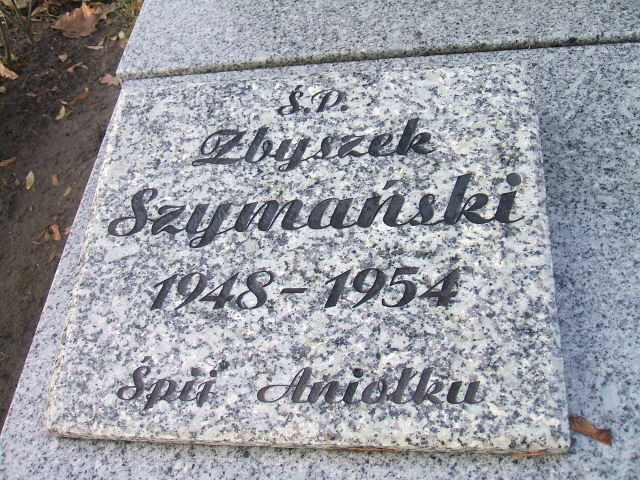 Ś.P.
Zbyszek
Szymański
1948 - 1954
Śpij Aniołku